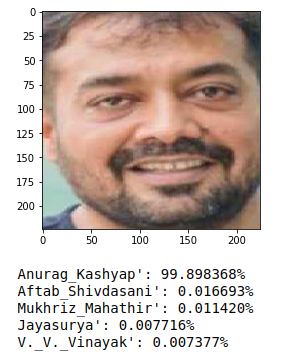 0
25
50
75
100
125
150
175
200
0 50 100 150 200
Anurag_Kashyap': 99.898368%
Aftab_Shivdasani': 0.016693%
Mukhriz_Mahathir': 0.011420%
Jayasurya': 0.007716%
V._V._Vinayak': 0.007377%